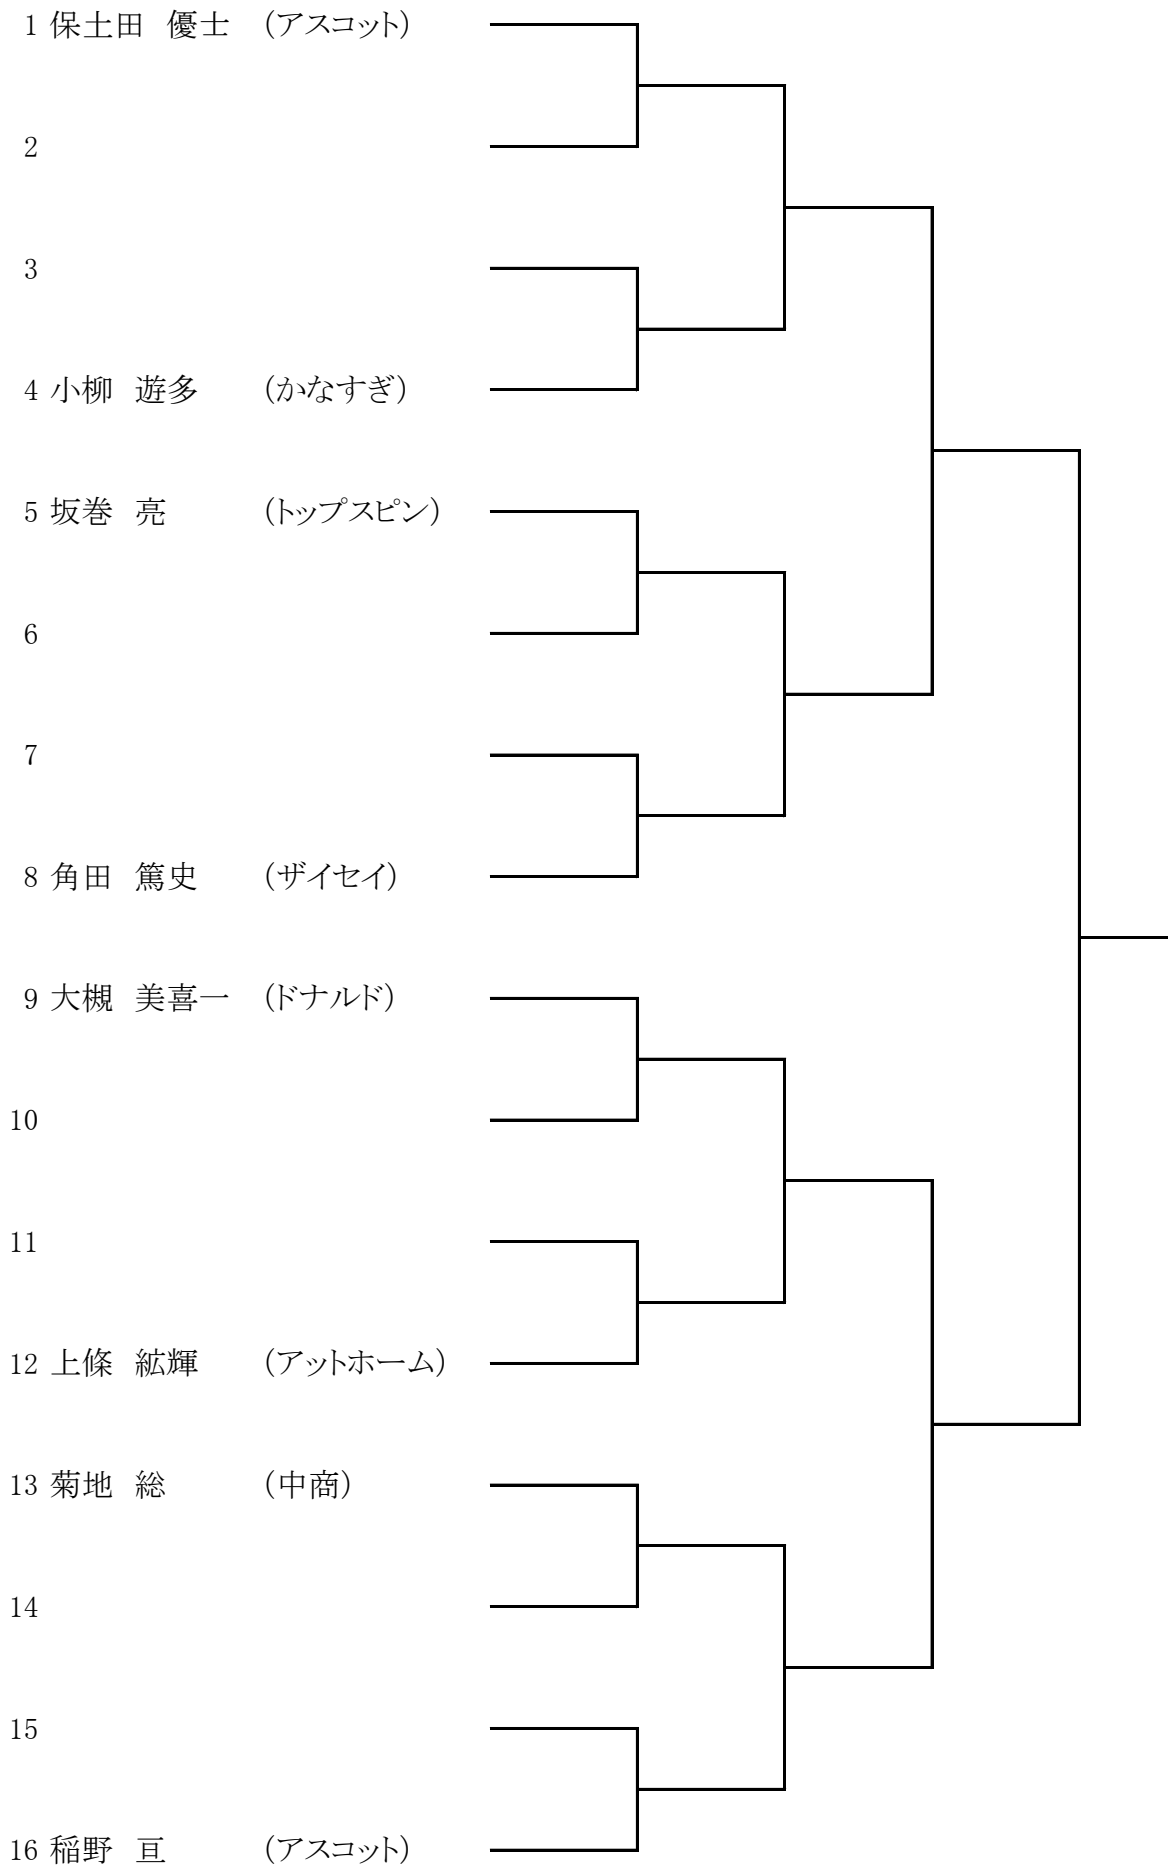 1 保土田　優士　(アスコット)
2
3
4 小柳　遊多　(かなすぎ)
5 坂巻　亮　(トップスピン)
6
7
8 角田　篤史　(ザイセイ)
9 大槻　美喜一　(ドナルド)
10
11
12 上條　紘輝　(アットホーム)
13 菊地　総　(中商)
14
15
16 稲野　亘　(アスコット)